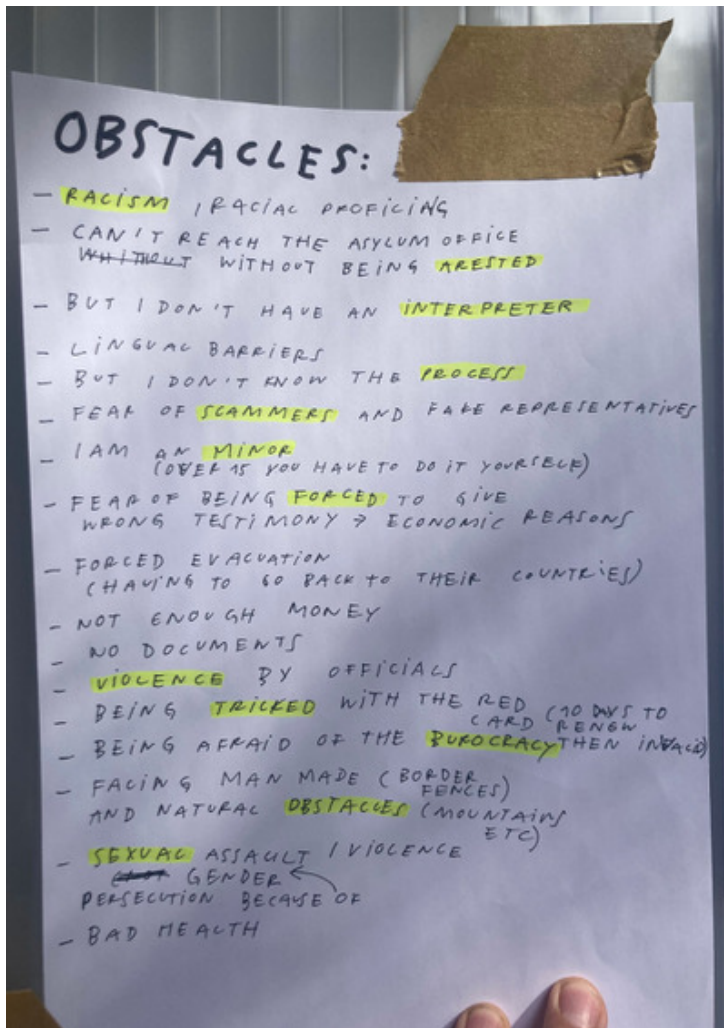 OBSTACLES:
- RACISM / RACIAL PROFICING
- CAN'T REACH THE ASYLUM OFFICE
WHITHOUT WITHOUT BEING ARESTED
- BUT I DON'T HAVE AN INTERPRETER
- LINGUAL BARRIERS
- BUT I DON'T KNOW THE PROCESS
- FEAR OF SCAMMERS AND FAKE REPRESENTATIVES
- I AM AN MINOR
(OVER 15 YOU HAVE TO DO IT YOURSELF)
- FEAR OF BEING FORCED TO GIVE
WRONG TESTIMONY → ECONOMIC REASONS
- FORCED EVACUATION
(HAVING TO GO BACK TO THEIR COUNTRIES)
- NOT ENOUGH MONEY
- NO DOCUMENTS
- VIOLENCE BY OFFICIALS
- BEING TRICKED WITH THE RED (10 DAYS TO
CARD RENEW
- BEING AFRAID OF THE BUROCRACY THEN INVALID)
- FACING MAN MADE (BORDER
FENCES)
AND NATURAL OBSTACLES (MOUNTAINS
ETC)
- SEXUAL ASSAULT / VIOLENCE
GENDER
PERSECUTION BECAUSE OF
- BAD HEALTH